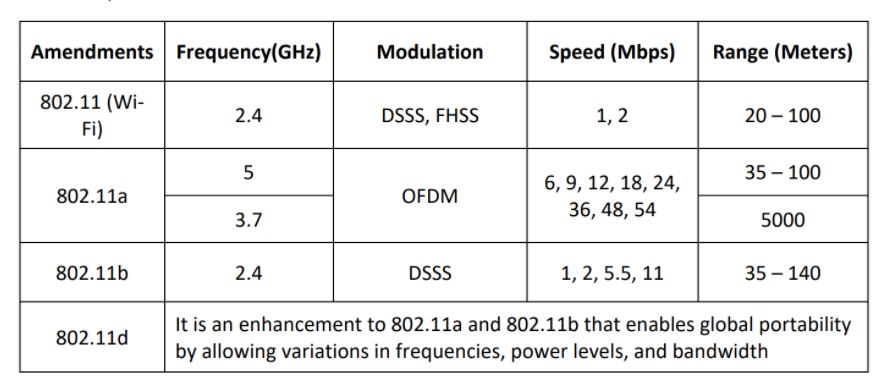 Amendments Frequency(GHz) Modulation Speed (Mbps) Range (Meters)
802.11 (Wi-
Fi) 2.4 DSSS, FHSS 1, 2 20 – 100
802.11a
5
3.7
OFDM
6, 9, 12, 18, 24,
36, 48, 54
35 – 100
5000
802.11b 2.4 DSSS 1, 2, 5.5, 11 35 – 140
802.11d
It is an enhancement to 802.11a and 802.11b that enables global portability
by allowing variations in frequencies, power levels, and bandwidth